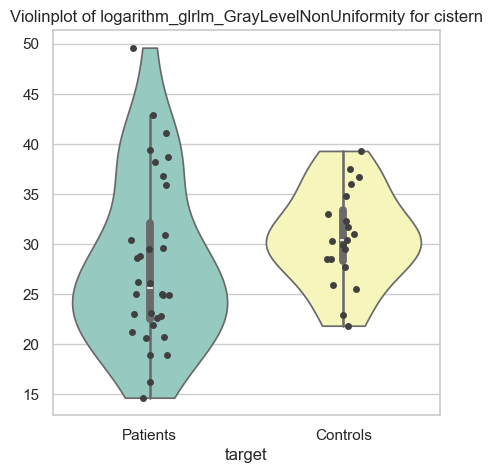 Violinplot of logarithm_glrlm_GrayLevelNonUniformity for cistern
50
45
40
35
30
25
20
15
Patients
Controls
target